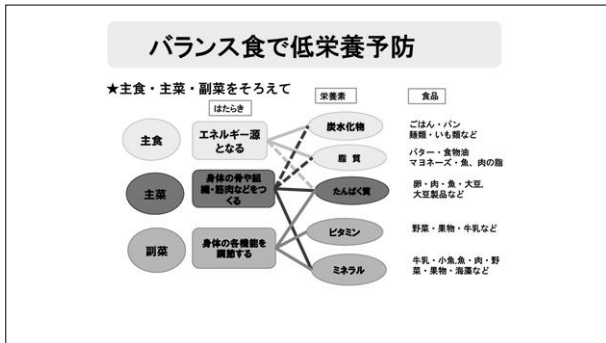 バランス食で低栄養予防
★主食・主菜・副菜をそろえて
はたらき
栄養素
食品
主食
エネルギー源
となる
炭水化物
ごはん・パン
麺類・いも類など
脂 質
バター・食物油
マヨネーズ・魚、肉の脂
主菜
身体の骨や組
織・筋肉などをつ
くる
たんぱく質
卵・肉・魚・大豆,
大豆製品など
副菜
身体の各機能を
調節する
ビタミン
野菜・果物・牛乳など
ミネラル
牛乳・小魚,魚・肉・野
菜・果物・海藻など